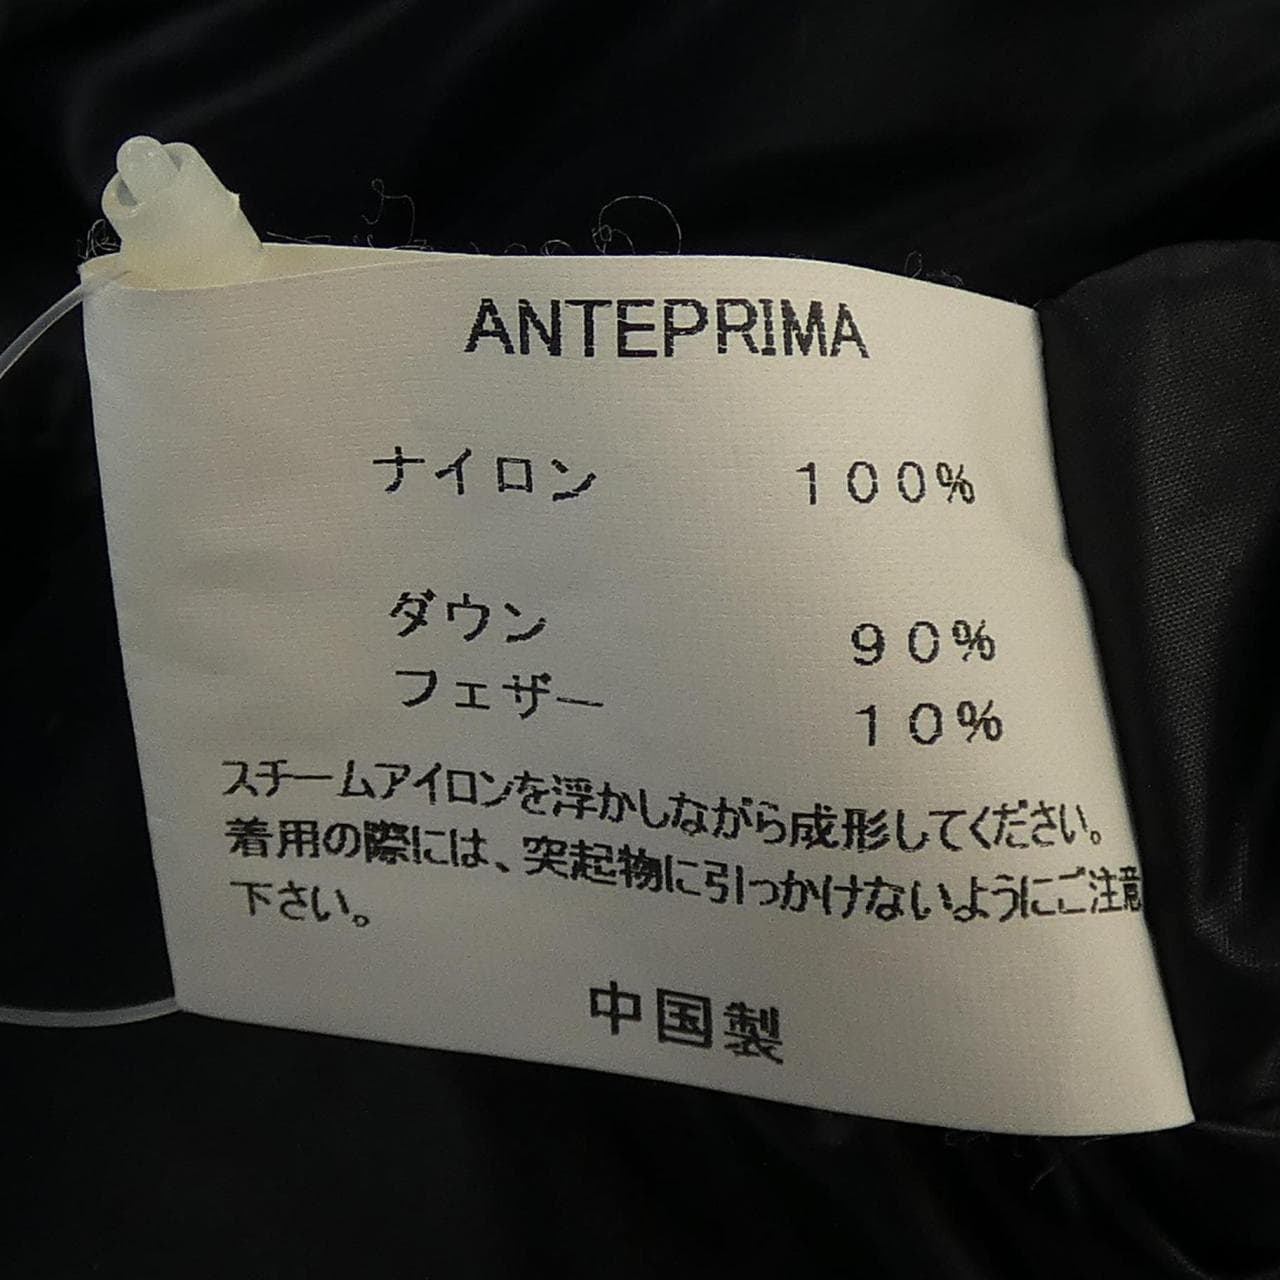 ANTEPRIMA
ナイロン １００％
ダウン ９０％
フェザー １０％
スチームアイロンを浮かしながら成形してください。
着用の際には、突起物に引っかけないようにご注意
下さい。
中国製